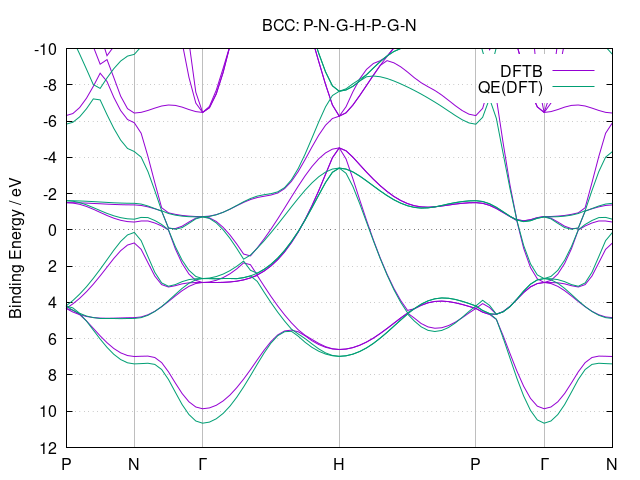 BCC: P-N-G-H-P-G-N
-10
-8
-6
-4
-2
0
2
4
6
8
10
12
Binding Energy / eV
DFTB
QE(DFT)
P N Γ H P Γ N